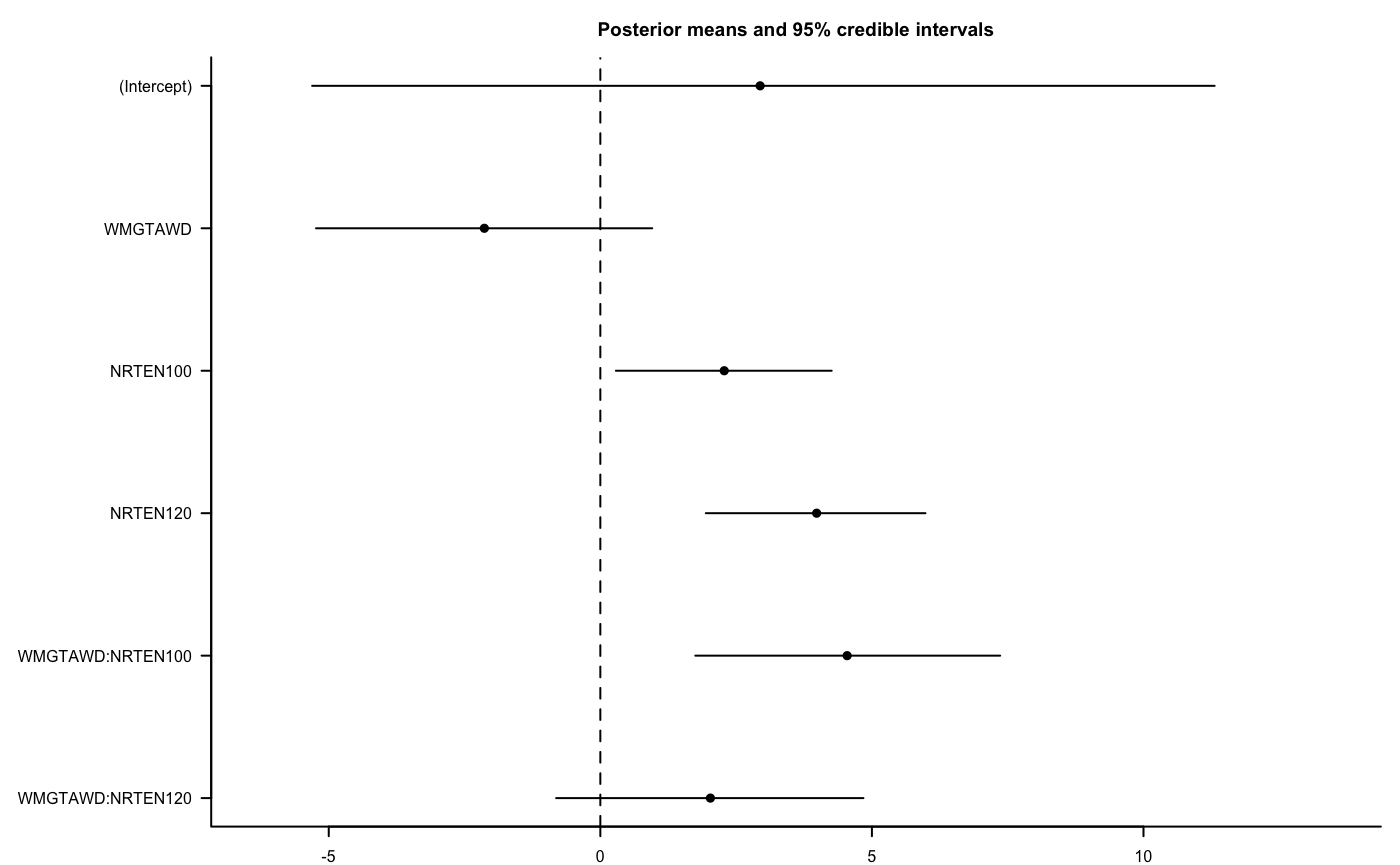 Posterior means and 95% credible intervals
(Intercept)
WMGTAWD
NRTEN100
NRTEN120
WMGTAWD:NRTEN100
WMGTAWD:NRTEN120
-5 0 5 10